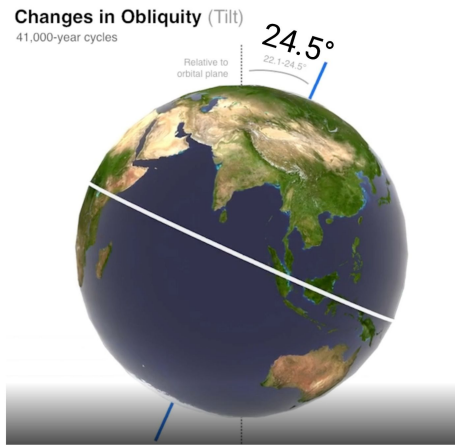 Changes in Obliquity (Tilt)
41,000-year cycles
24.5°
22.1-24.5°
Relative to
orbital plane